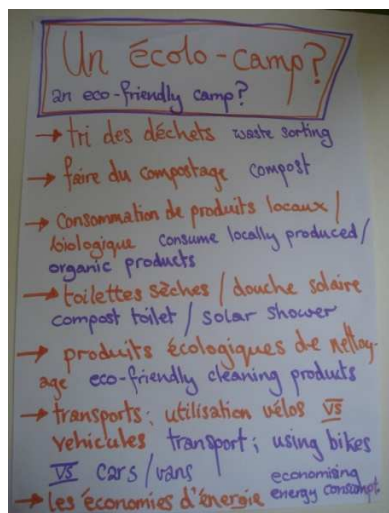 Un écolo-camp?
an eco-friendly camp?
→ tri des déchets waste sorting
→ faire du compostage compost
→ consommation de produits locaux /
biologique consume locally produced /
organic products
→ toilettes sèches / douche solaire
compost toilet / solar shower
→ produits écologiques de nettoy-
age eco-friendly cleaning products
→ transports; utilisation vélos VS
vehicules transport; using bikes
VS cars / vans economising
→ les économies d'énergie energy consumpt.